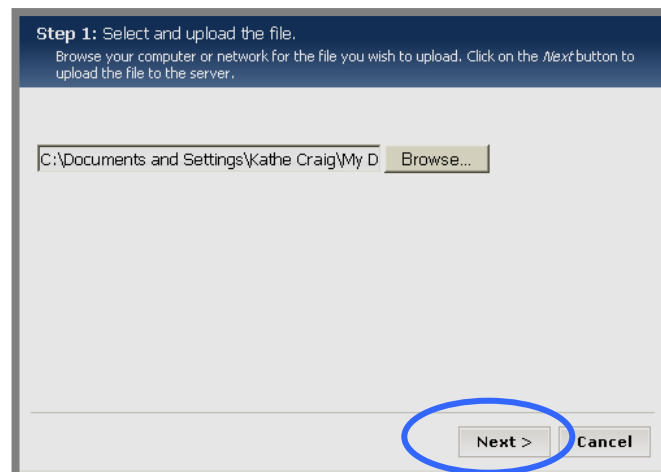 Step 1: Select and upload the file.
Browse your computer or network for the file you wish to upload. Click on the Next button to
upload the file to the server.
C:\Documents and Settings\Kathe Craig\My D Browse...
Next > Cancel